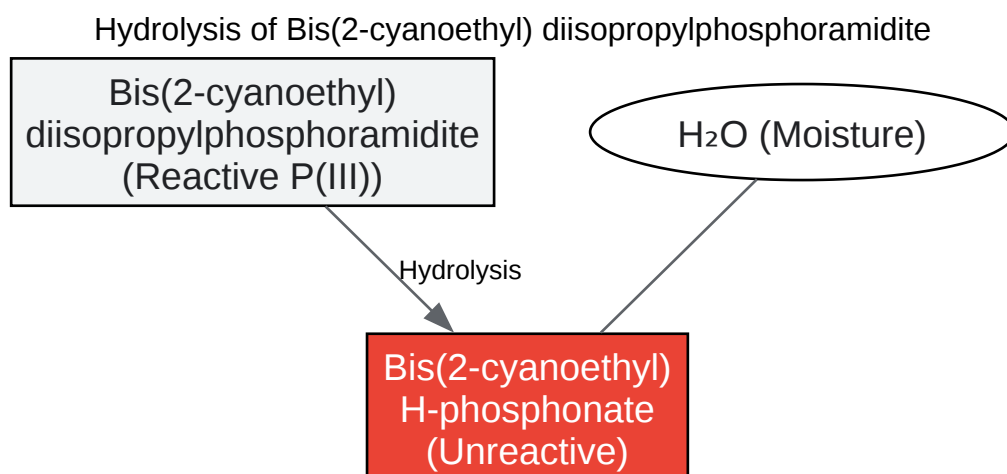 Hydrolysis of Bis(2-cyanoethyl) diisopropylphosphoramidite
Bis(2-cyanoethyl)
diisopropylphosphoramidite
(Reactive P(III))
H₂O (Moisture)
Hydrolysis
Bis(2-cyanoethyl)
H-phosphonate
(Unreactive)